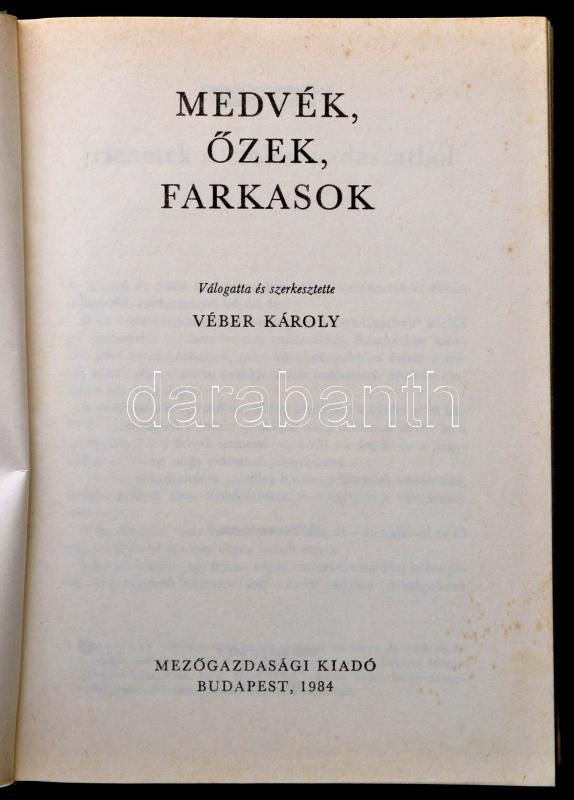 MEDVÉK,
ŐZEK,
FARKASOK
Válogatta és szerkesztette
VÉBER KÁROLY
darabanth
MEZŐGAZDASÁGI KIADÓ
BUDAPEST, 1984